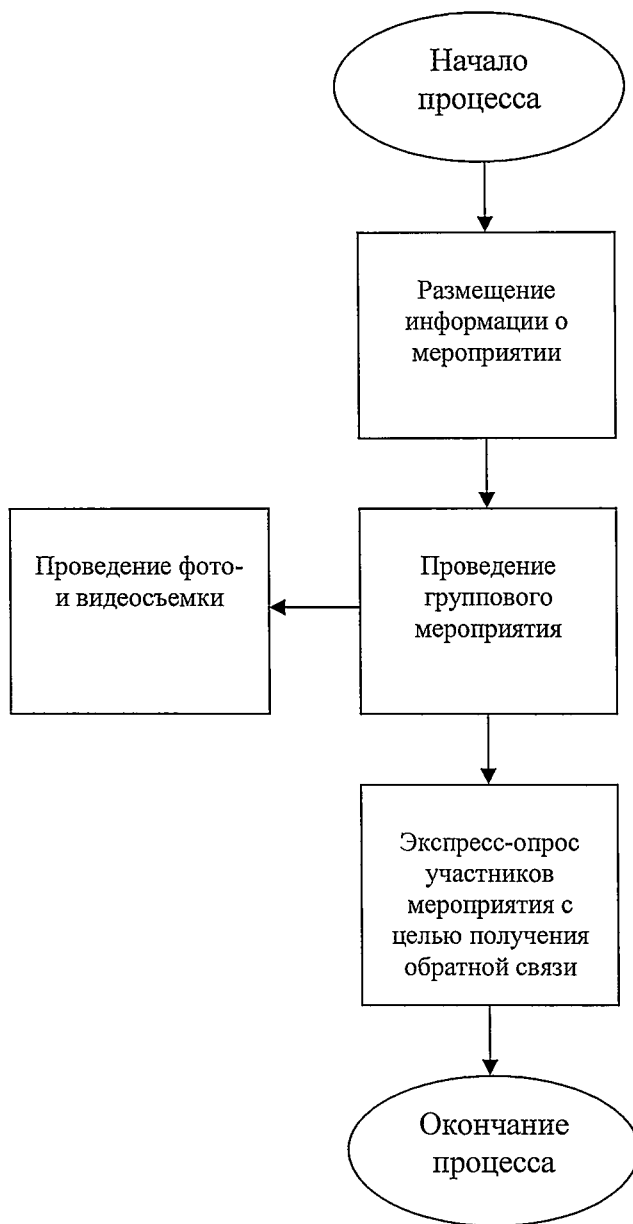 Начало
процесса
Размещение
информации о
мероприятии
Проведение фото-
и видеосъемки
Проведение
группового
мероприятия
Экспресс-опрос
участников
мероприятия с
целью получения
обратной связи
Окончание
процесса